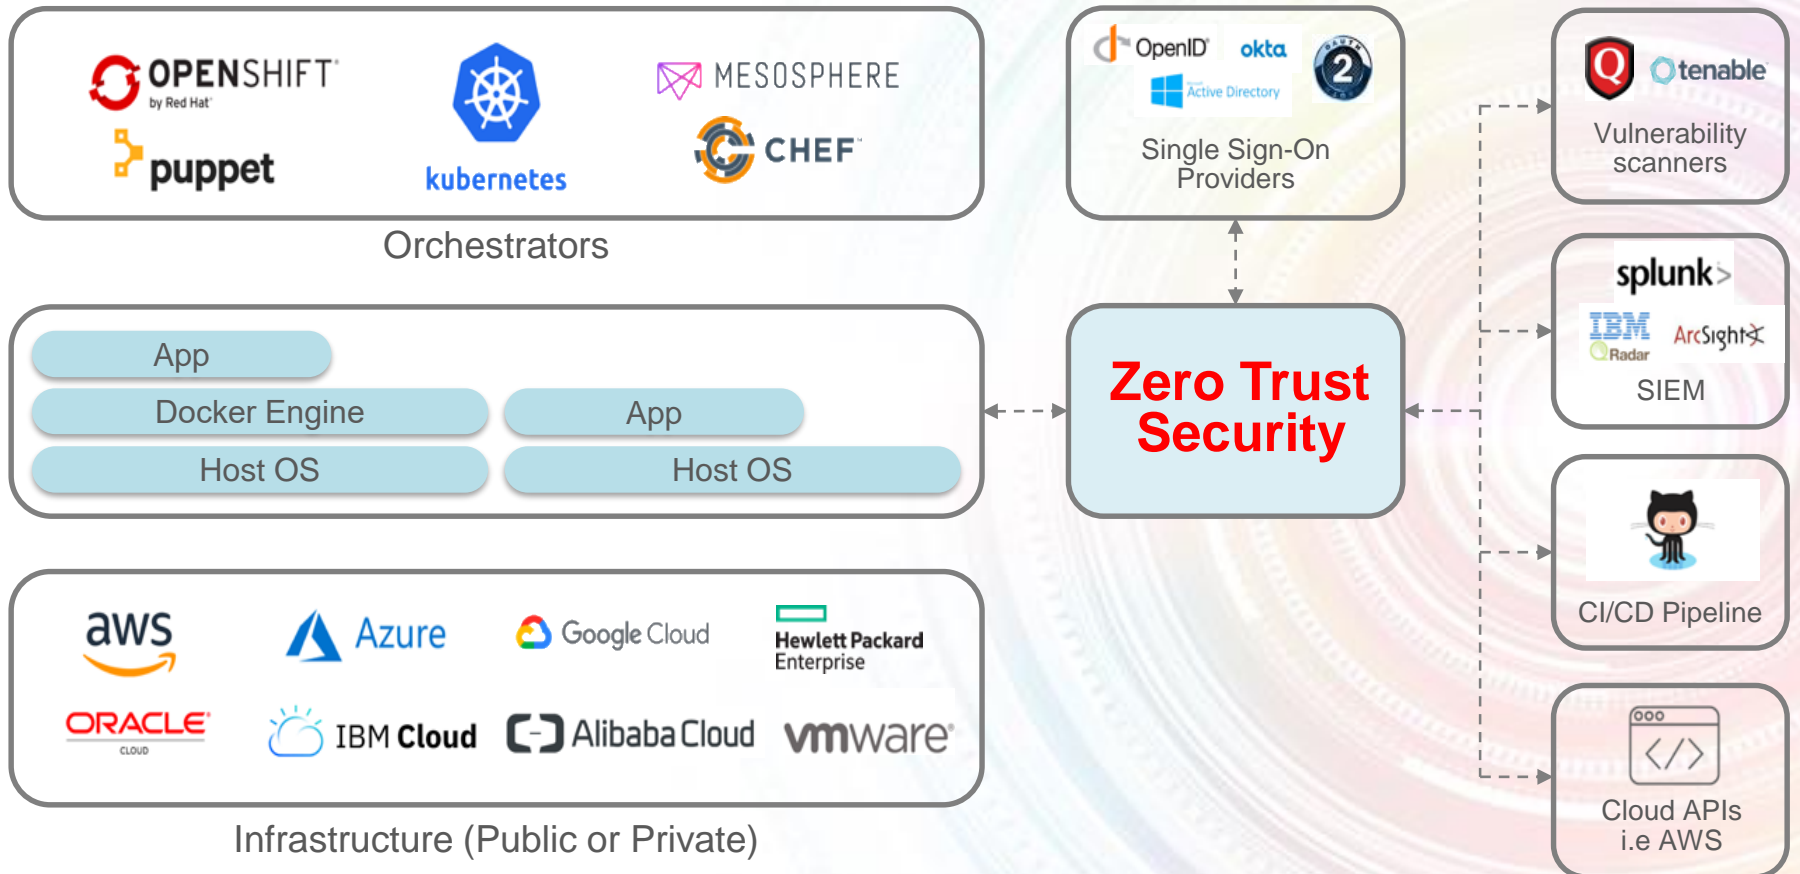 OPENSHIFT
by Red Hat
puppet
kubernetes
MESOSPHERE
CHEF
Orchestrators
OpenID
okta
OAUTH
2
Microsoft
Active Directory
Single Sign-On
Providers
Q
tenable
Vulnerability
scanners
App
Docker Engine
Host OS
App
Host OS
Zero Trust
Security
splunk>
IBM
QRadar
ArcSight
SIEM
CI/CD Pipeline
aws
Azure
Google Cloud
Hewlett Packard
Enterprise
ORACLE
CLOUD
IBM Cloud
Alibaba Cloud
vmware
Infrastructure (Public or Private)
</>
Cloud APIs
i.e AWS